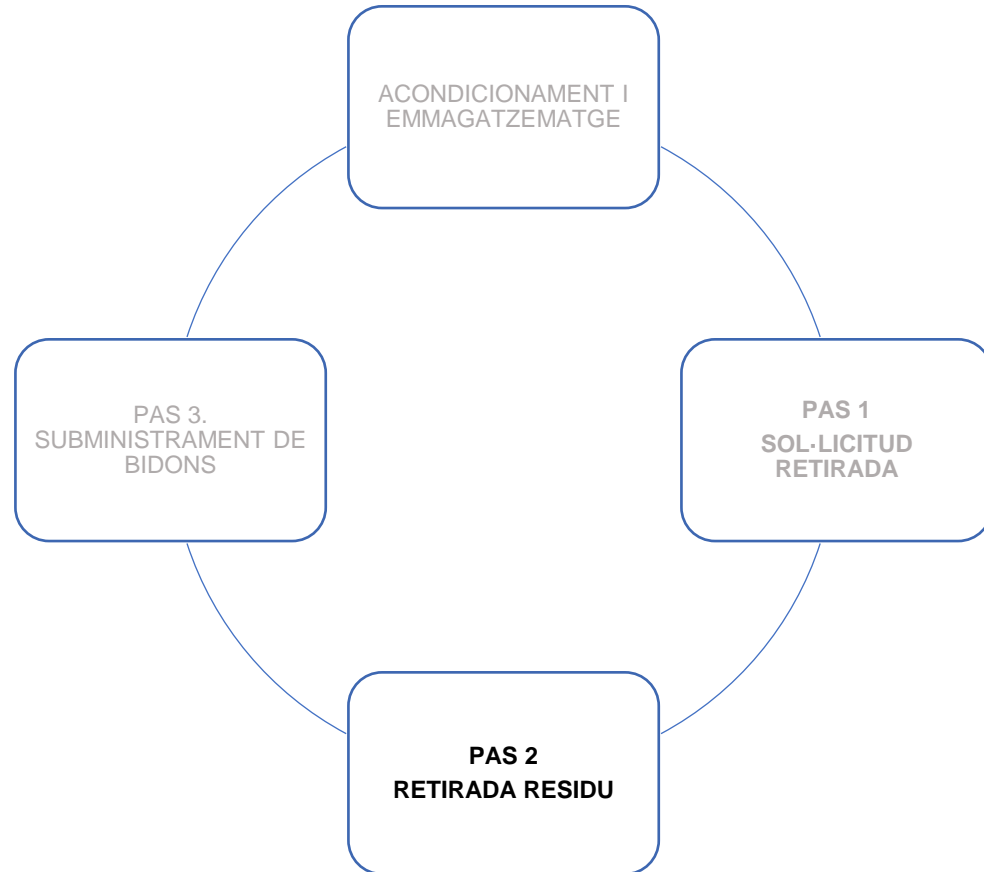 ACONDICIONAMENT I
EMMAGATZEMATGE
PAS 1
SOL·LICITUD
RETIRADA
PAS 2
RETIRADA RESIDU
PAS 3.
SUBMINISTRAMENT DE
BIDONS